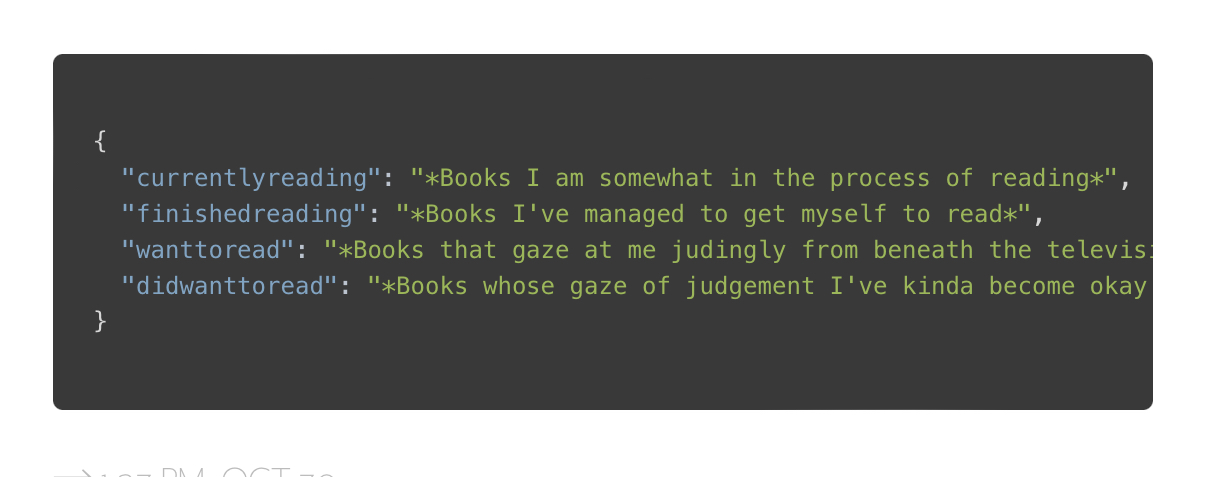 {
"currentlyreading": "*Books I am somewhat in the process of reading*",
"finishedreading": "*Books I've managed to get myself to read*",
"wanttoread": "*Books that gaze at me judingly from beneath the
"didwanttoread": "*Books whose gaze of judgement I've kinda become okay
}
PM, OCT